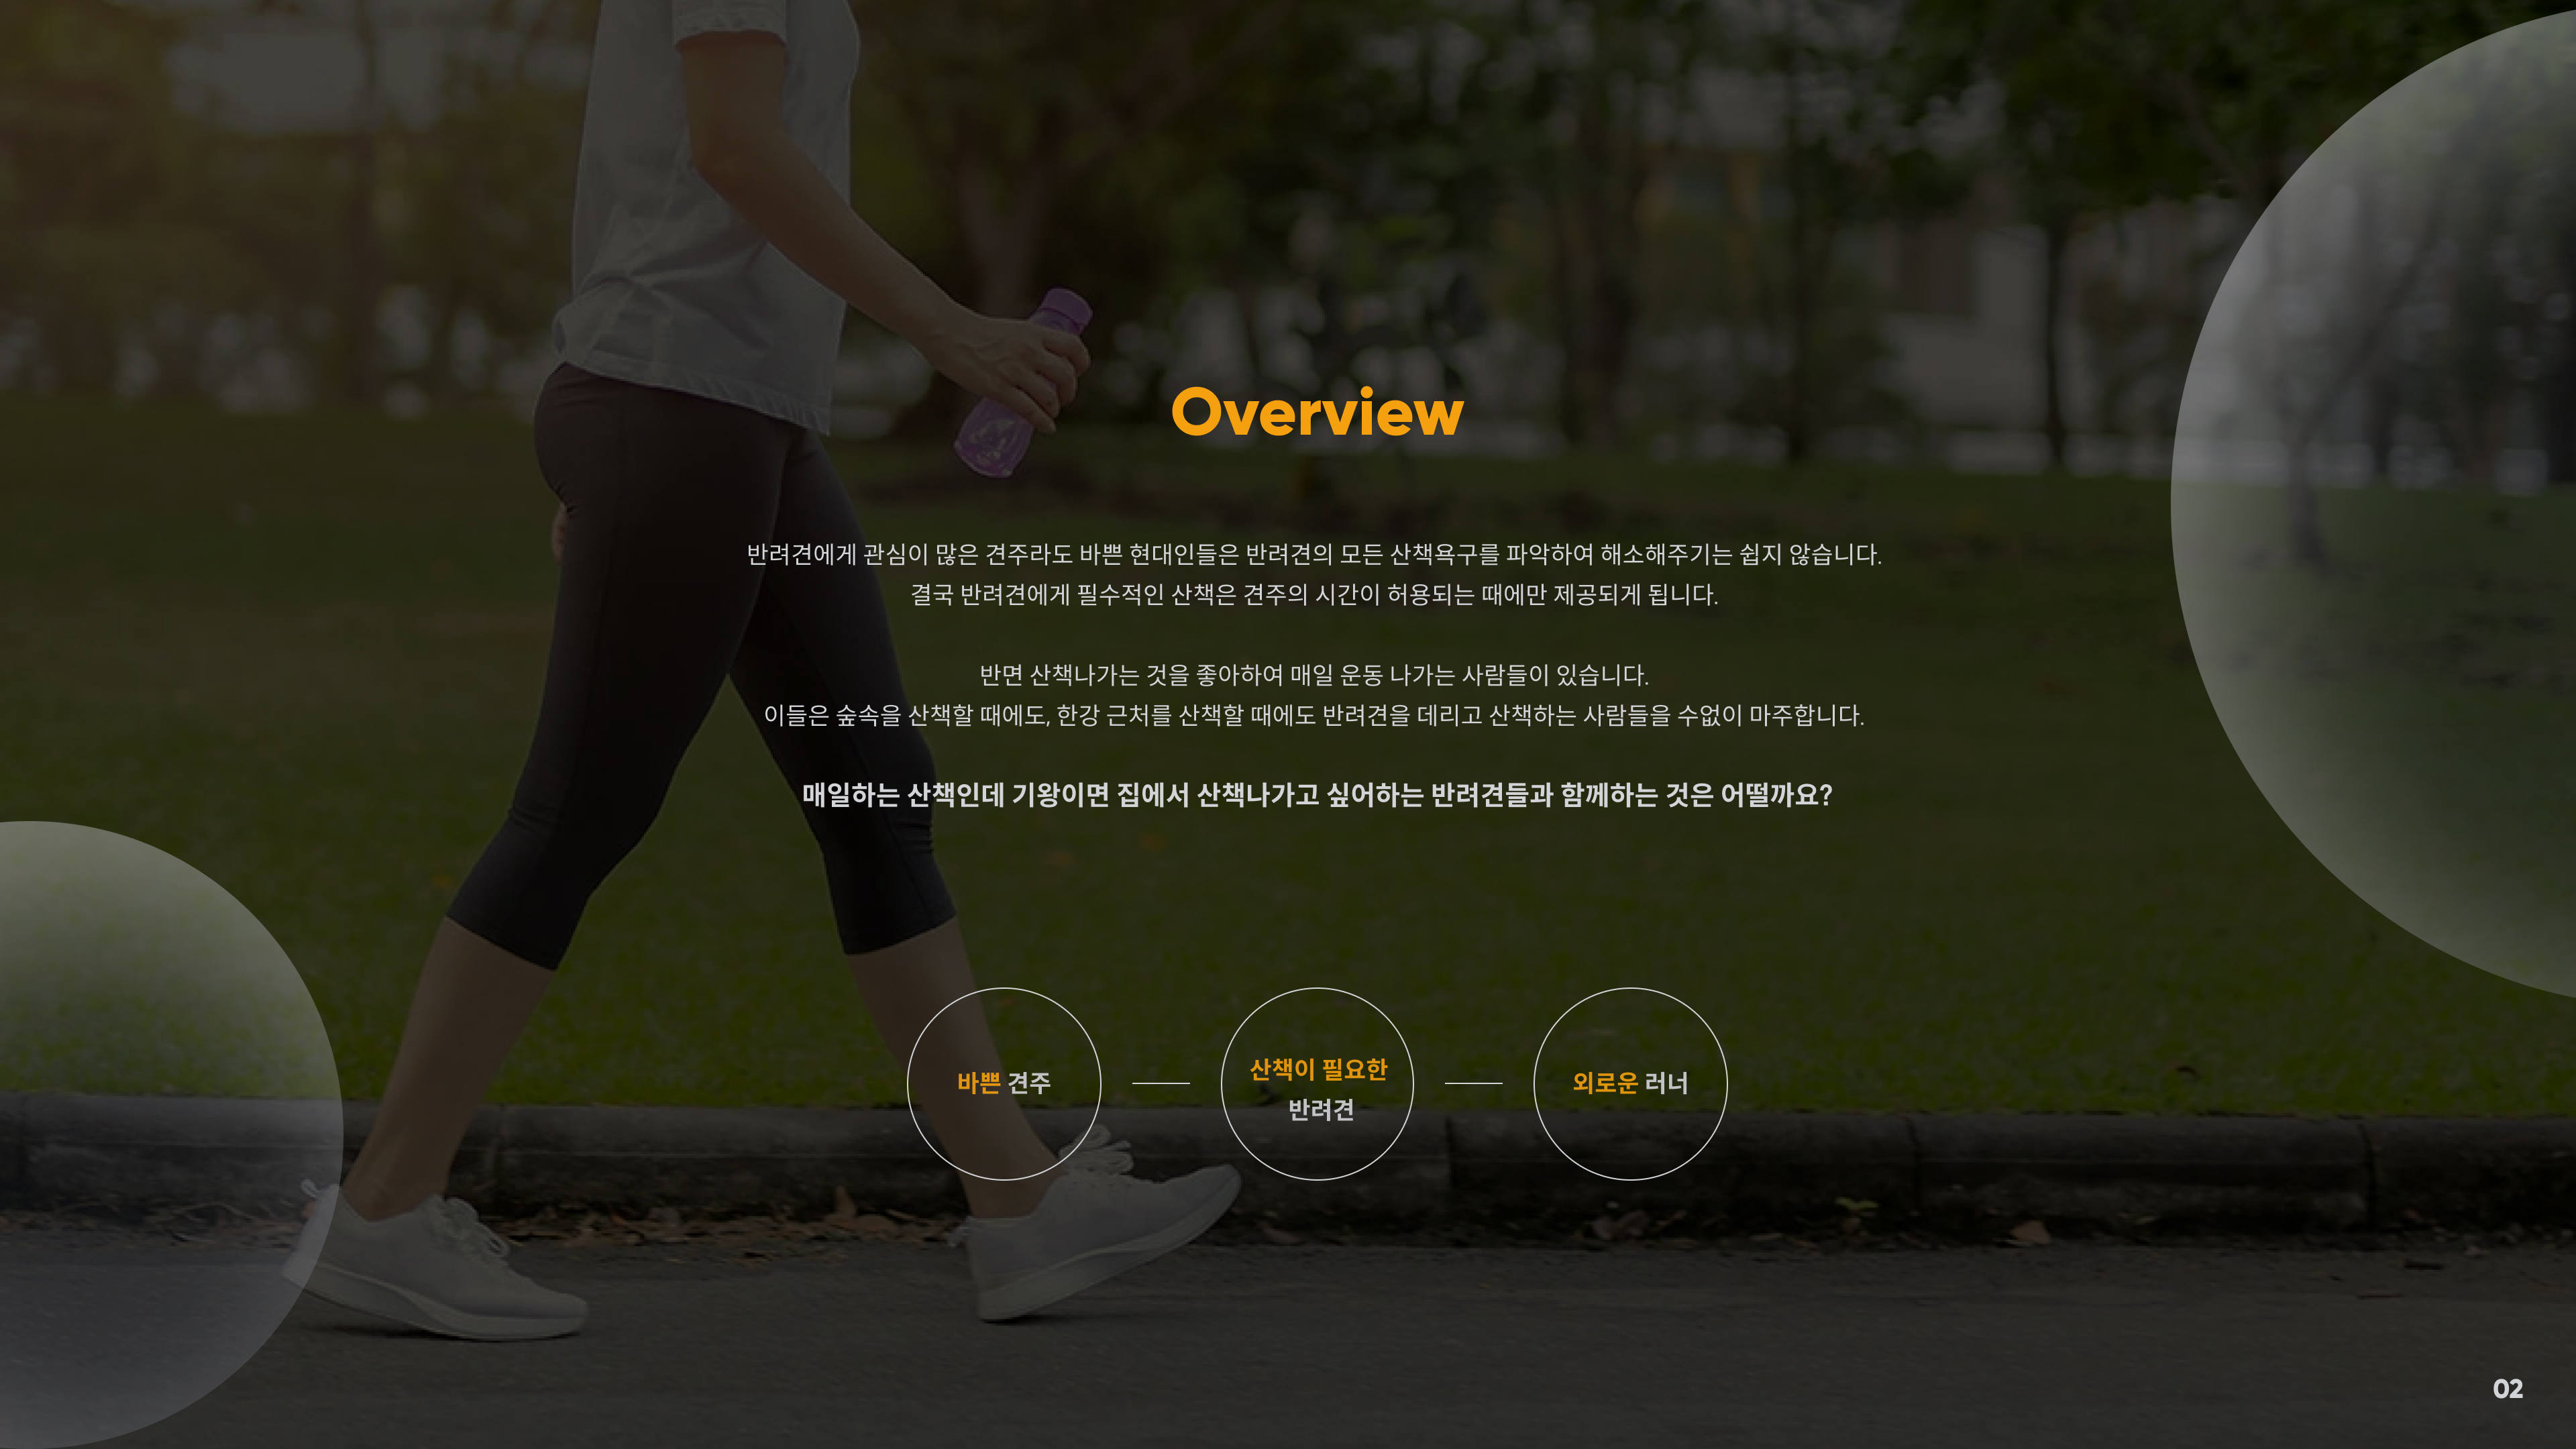 Overview
반려견에게 관심이 많은 견주라도 바쁜 현대인들은 반려견의 모든 산책욕구를 파악하여 해소해주기는 쉽지 않습니다.
결국 반려견에게 필수적인 산책은 견주의 시간이 허용되는 때에만 제공되게 됩니다.
반면 산책나가는 것을 좋아하여 매일 운동 나가는 사람들이 있습니다.
이들은 숲속을 산책할 때에도, 한강 근처를 산책할 때에도 반려견을 데리고 산책하는 사람들을 수없이 마주합니다.
매일하는 산책인데 기왕이면 집에서 산책나가고 싶어하는 반려견들과 함께하는 것은 어떨까요?
바쁜 견주
산책이 필요한
반려견
외로운 러너
02